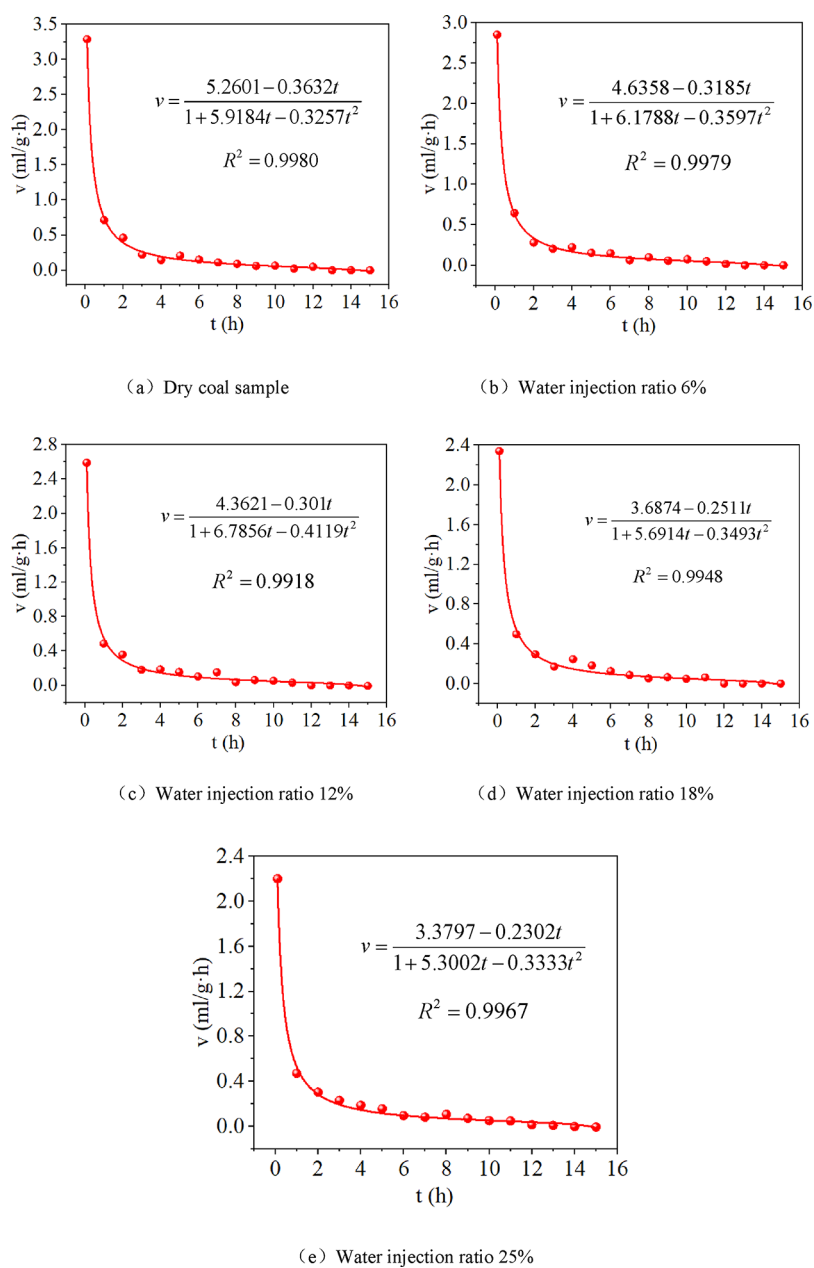 3.5
3.0
2.5
2.0
1.5
1.0
0.5
0.0
v (ml/g·h)
v = (5.2601−0.3632t)/(1+5.9184t−0.3257t²)
R² = 0.9980
0 2 4 6 8 10 12 14 16
t (h)
(a) Dry coal sample
3.0
2.5
2.0
1.5
1.0
0.5
0.0
v (ml/g·h)
v = (4.6358−0.3185t)/(1+6.1788t−0.3597t²)
R² = 0.9979
0 2 4 6 8 10 12 14 16
t (h)
(b) Water injection ratio 6%
2.8
2.4
2.0
1.6
1.2
0.8
0.4
0.0
v (ml/g·h)
v = (4.3621−0.301t)/(1+6.7856t−0.4119t²)
R² = 0.9918
0 2 4 6 8 10 12 14 16
t (h)
(c) Water injection ratio 12%
2.4
2.0
1.6
1.2
0.8
0.4
0.0
v (ml/g·h)
v = (3.6874−0.2511t)/(1+5.6914t−0.3493t²)
R² = 0.9948
0 2 4 6 8 10 12 14 16
t (h)
(d) Water injection ratio 18%
2.4
2.0
1.6
1.2
0.8
0.4
0.0
v (ml/g·h)
v = (3.3797−0.2302t)/(1+5.3002t−0.3333t²)
R² = 0.9967
0 2 4 6 8 10 12 14 16
t (h)
(e) Water injection ratio 25%